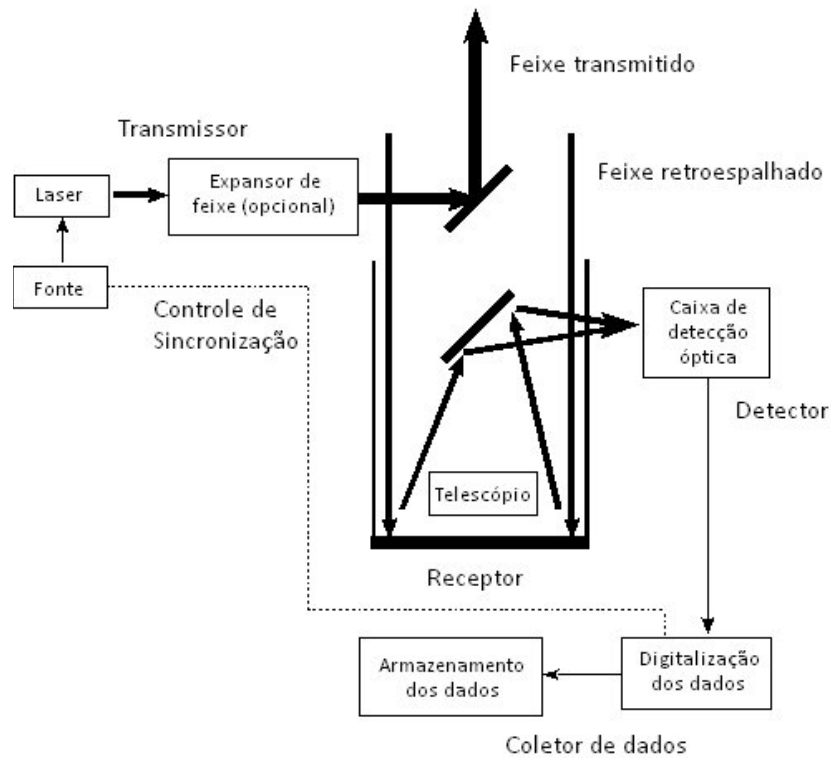 Feixe transmitido
Transmissor
Feixe retroespalhado
Laser
Expansor de
feixe (opcional)
Fonte
Controle de
Sincronização
Caixa de
detecção
óptica
Detector
Telescópio
Receptor
Armazenamento
dos dados
Digitalização
dos dados
Coletor de dados